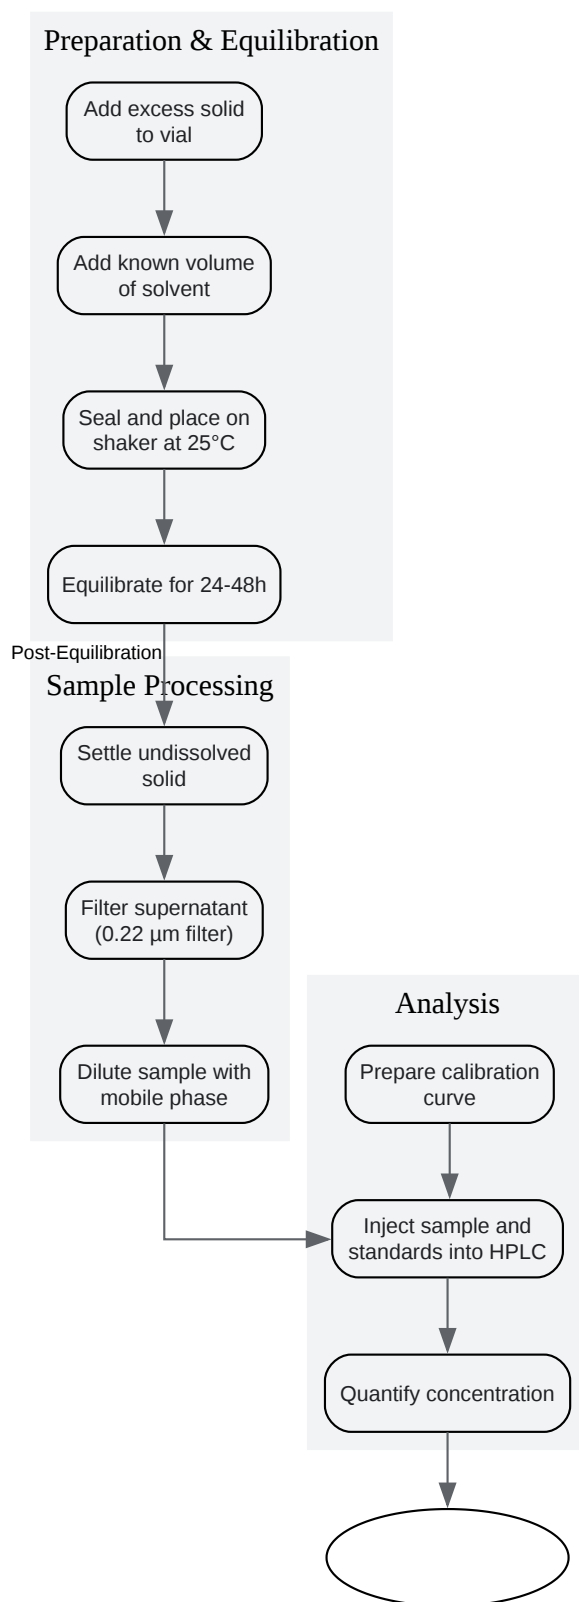 Preparation & Equilibration
Add excess solid
to vial
Add known volume
of solvent
Seal and place on
shaker at 25°C
Equilibrate for 24-48h
Post-Equilibration
Sample Processing
Settle undissolved
solid
Filter supernatant
(0.22 µm filter)
Dilute sample with
mobile phase
Analysis
Prepare calibration
curve
Inject sample and
standards into HPLC
Quantify concentration